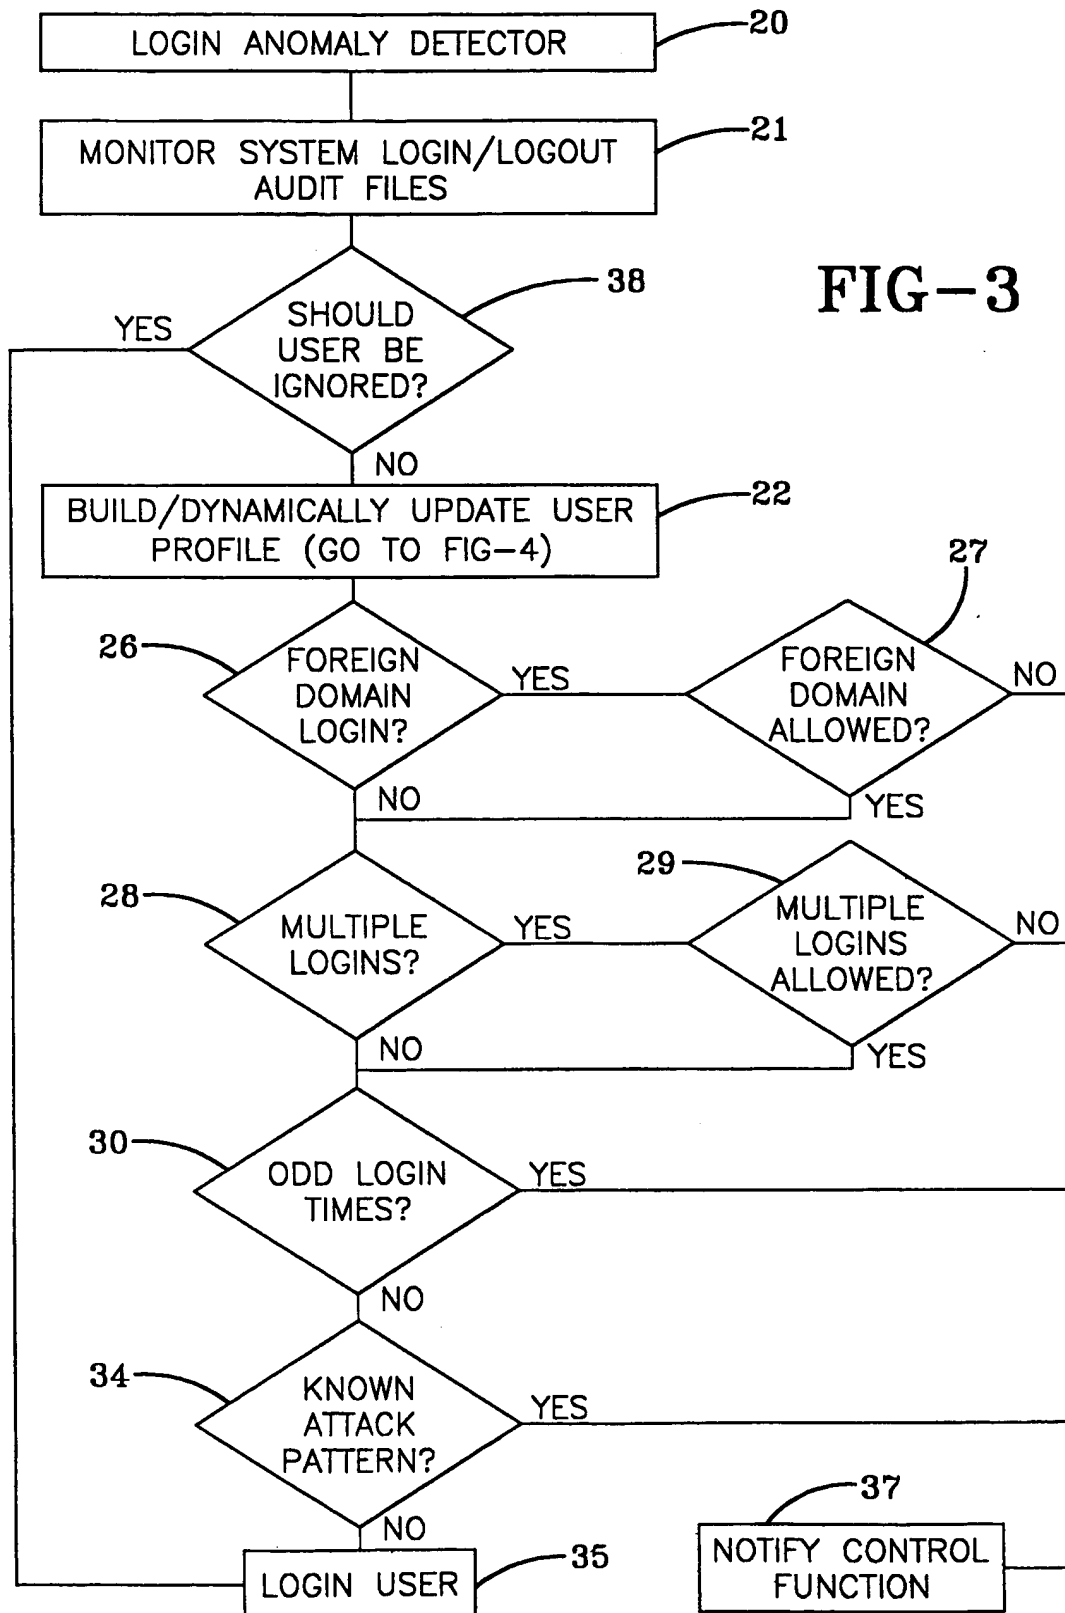 LOGIN ANOMALY DETECTOR
20
MONITOR SYSTEM LOGIN/LOGOUT
AUDIT FILES
21
FIG-3
SHOULD
USER BE
IGNORED?
38
YES
NO
BUILD/DYNAMICALLY UPDATE USER
PROFILE (GO TO FIG-4)
22
26
FOREIGN
DOMAIN
LOGIN?
YES
NO
27
FOREIGN
DOMAIN
ALLOWED?
NO
YES
28
MULTIPLE
LOGINS?
YES
NO
29
MULTIPLE
LOGINS
ALLOWED?
NO
YES
30
ODD LOGIN
TIMES?
YES
NO
34
KNOWN
ATTACK
PATTERN?
YES
NO
LOGIN USER
35
37
NOTIFY CONTROL
FUNCTION